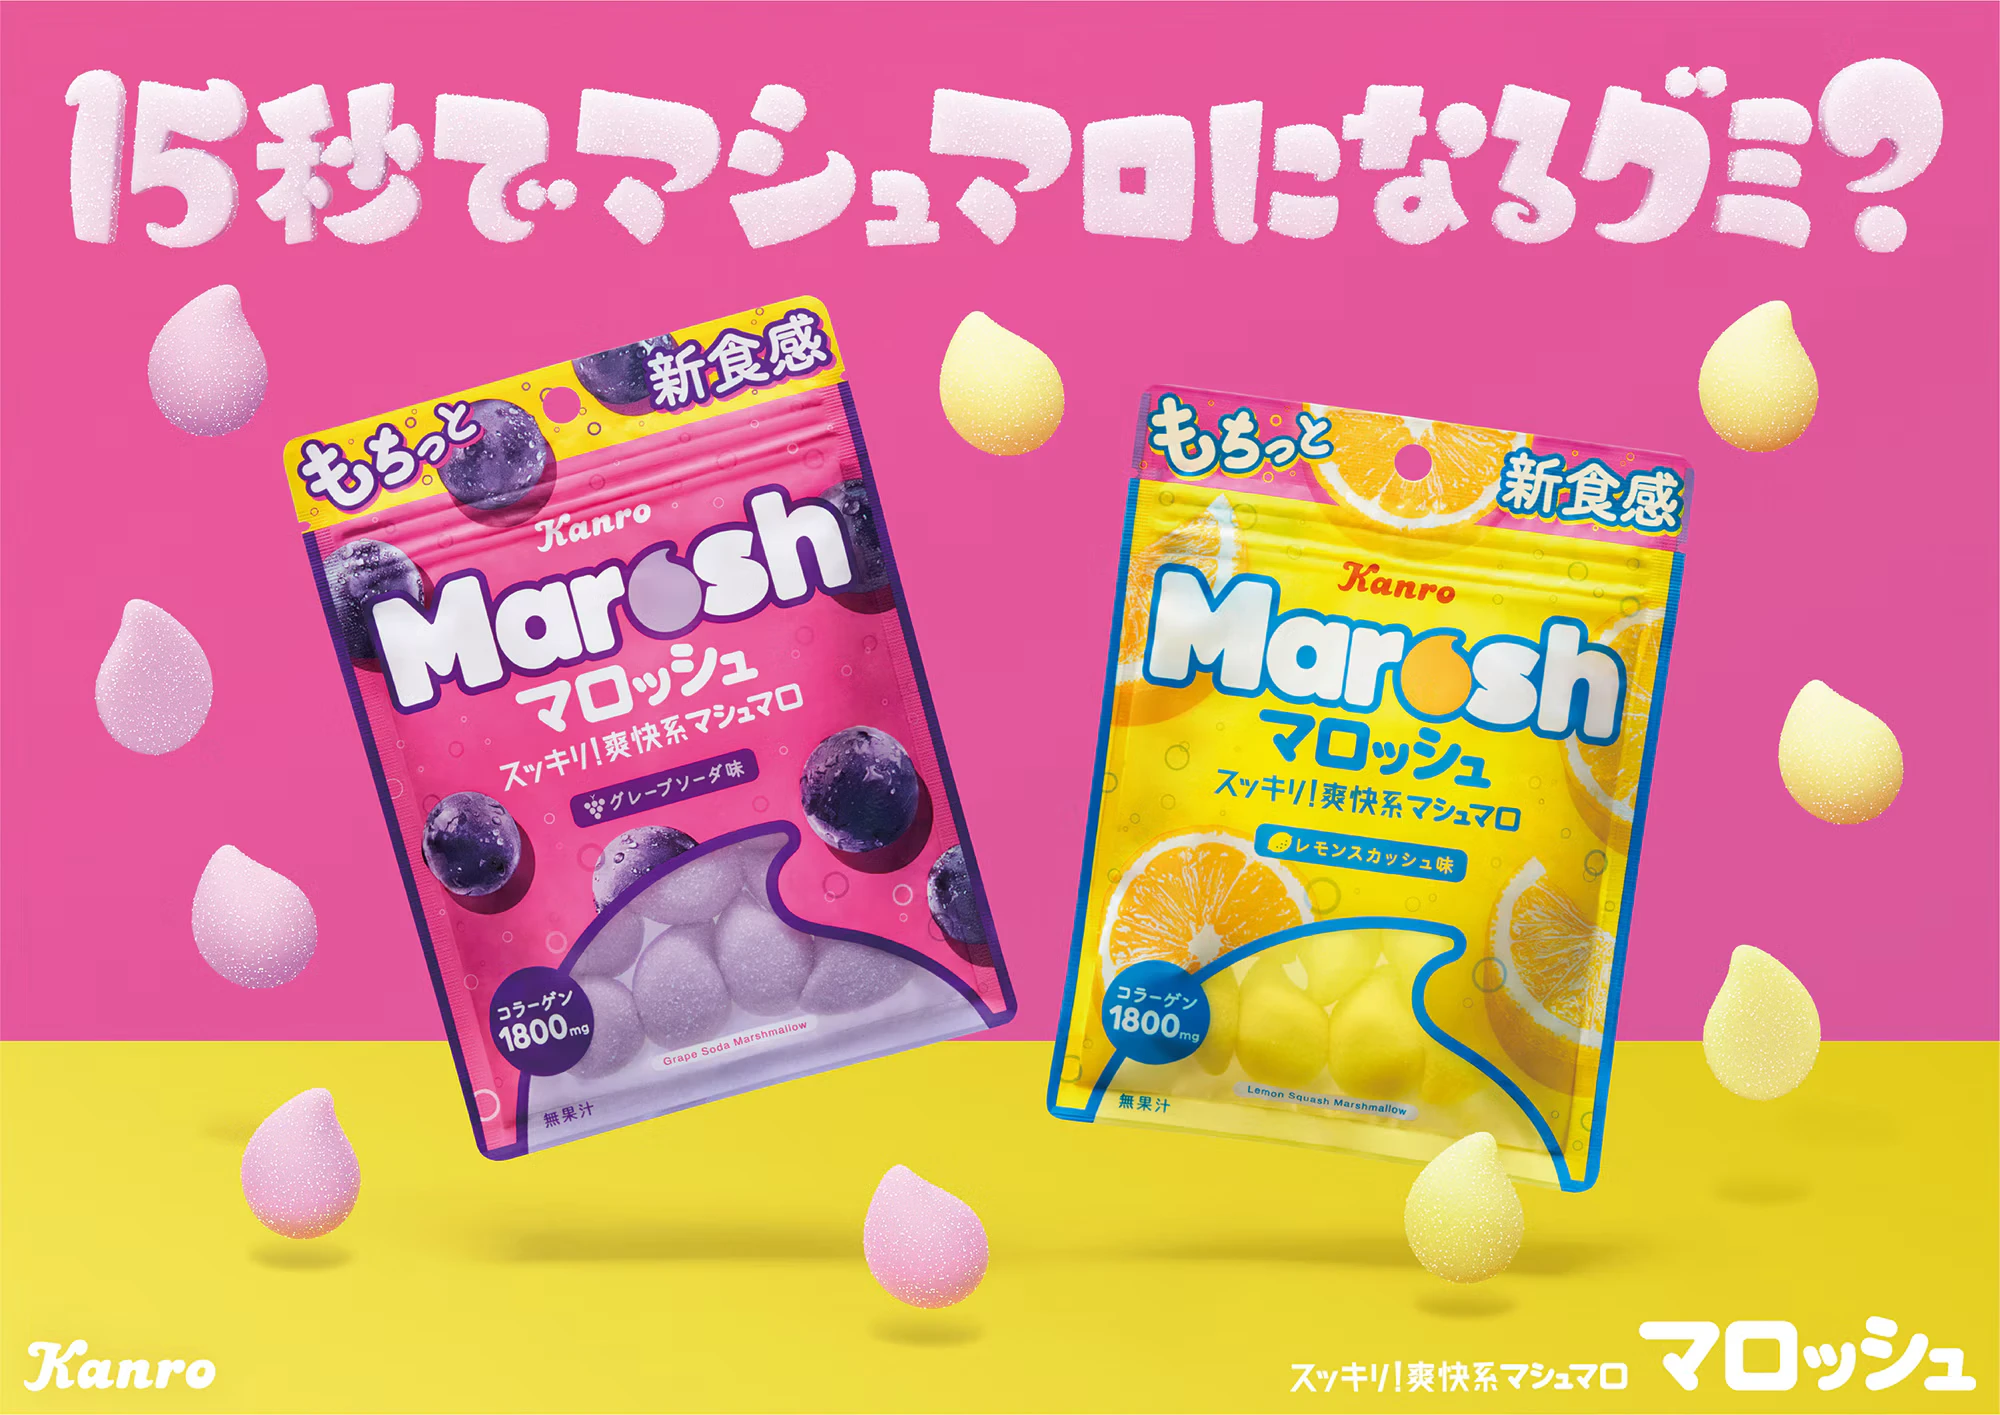 15秒でマシュマロになるグミ?
もちっと
新食感
Kanro
Marosh
マロッシュ
スッキリ!爽快系マシュマロ
グレープソーダ味
コラーゲン
1800mg
Grape Soda Marshmallow
無果汁
もちっと
新食感
Kanro
Marosh
マロッシュ
スッキリ!爽快系マシュマロ
レモンスカッシュ味
コラーゲン
1800mg
Lemon Squash Marshmallow
無果汁
Kanro
スッキリ!爽快系マシュマロ マロッシュ